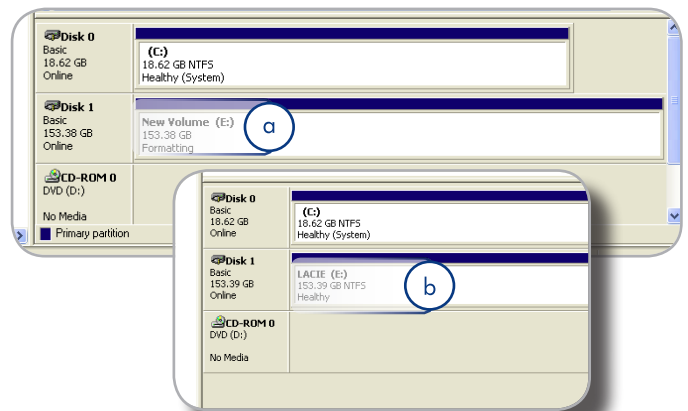 Disk 0
Basic
18.62 GB
Online
(C:)
18.62 GB NTFS
Healthy (System)
Disk 1
Basic
153.38 GB
Online
New Volume (E:)
153.38 GB
Formatting
a
CD-ROM 0
DVD (D:)
No Media
Primary partition
Disk 0
Basic
18.62 GB
Online
(C:)
18.62 GB NTFS
Healthy (System)
Disk 1
Basic
153.39 GB
Online
LACIE (E:)
153.39 GB NTFS
Healthy
b
CD-ROM 0
DVD (D:)
No Media